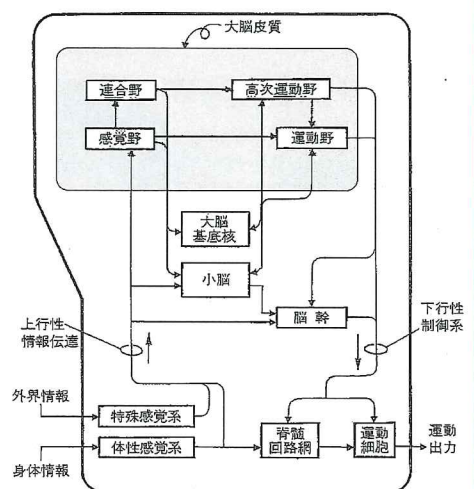 大脳皮質
連合野
高次運動野
感覚野
運動野
大脳
基底核
小脳
脳幹
上行性
情報伝達
下行性
制御系
外界情報
特殊感覚系
体性感覚系
身体情報
脊髄
回路網
運動
細胞
運動
出力